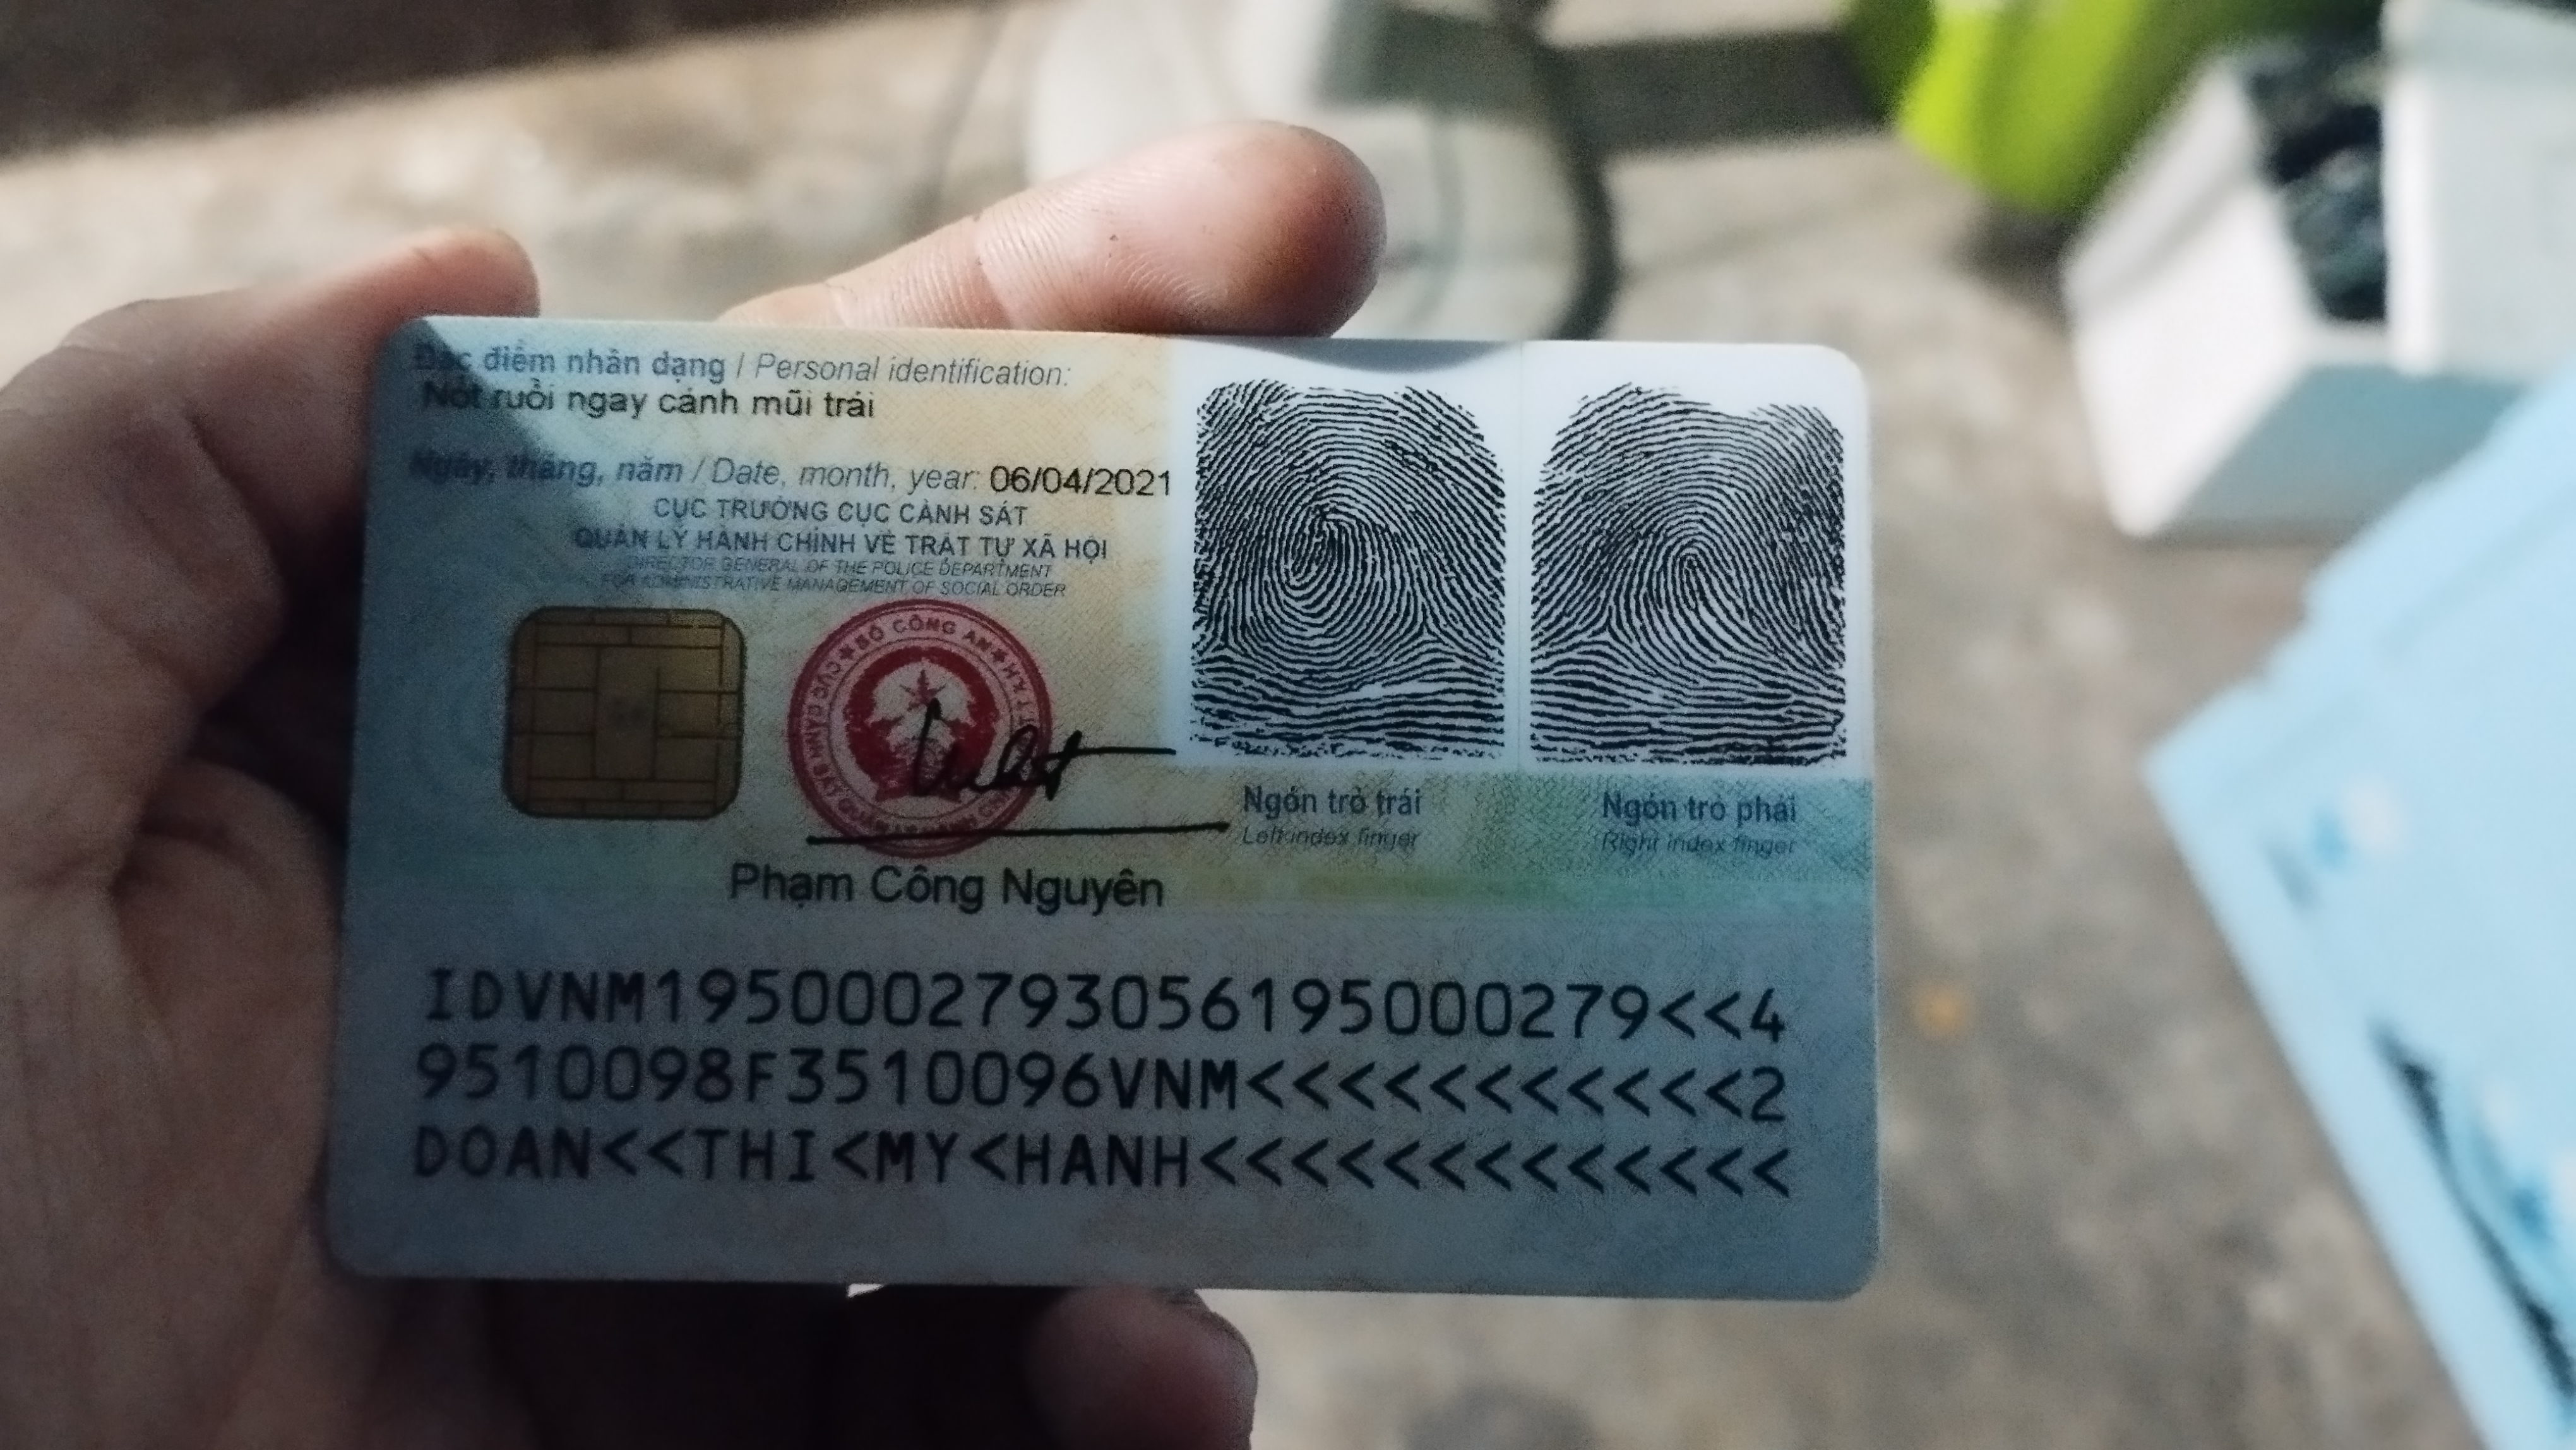 Đặc điểm nhân dạng / Personal identification:
Nốt ruồi ngay cánh mũi trái
Ngày, tháng, năm / Date, month, year: 06/04/2021
CỤC TRƯỞNG CỤC CẢNH SÁT
QUẢN LÝ HÀNH CHÍNH VỀ TRẬT TỰ XÃ HỘI
DIRECTOR GENERAL OF THE POLICE DEPARTMENT
FOR ADMINISTRATIVE MANAGEMENT OF SOCIAL ORDER
BỘ CÔNG AN
Ngón trỏ trái
Left index finger
Ngón trỏ phải
Right index finger
Phạm Công Nguyên
IDVNM1950002793056195000279<<4
9510098F3510096VNM<<<<<<<<<<<2
DOAN<<THI<MY<HANH<<<<<<<<<<<<<